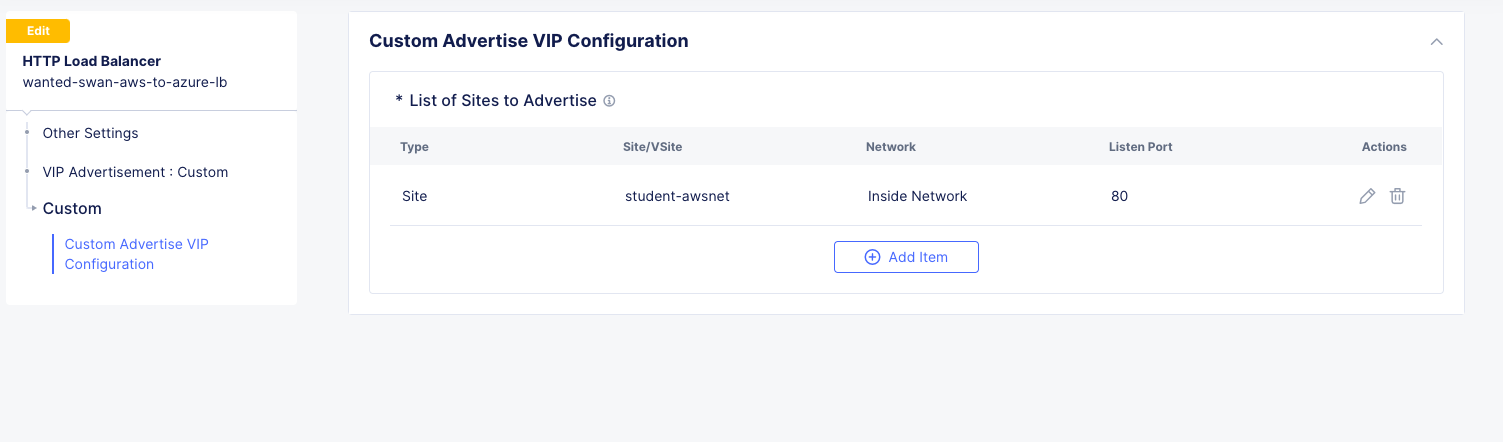 Edit
HTTP Load Balancer
wanted-swan-aws-to-azure-lb
Other Settings
VIP Advertisement : Custom
Custom
Custom Advertise VIP
Configuration
Custom Advertise VIP Configuration
* List of Sites to Advertise
Type Site/VSite Network Listen Port Actions
Site student-awsnet Inside Network 80
Add Item